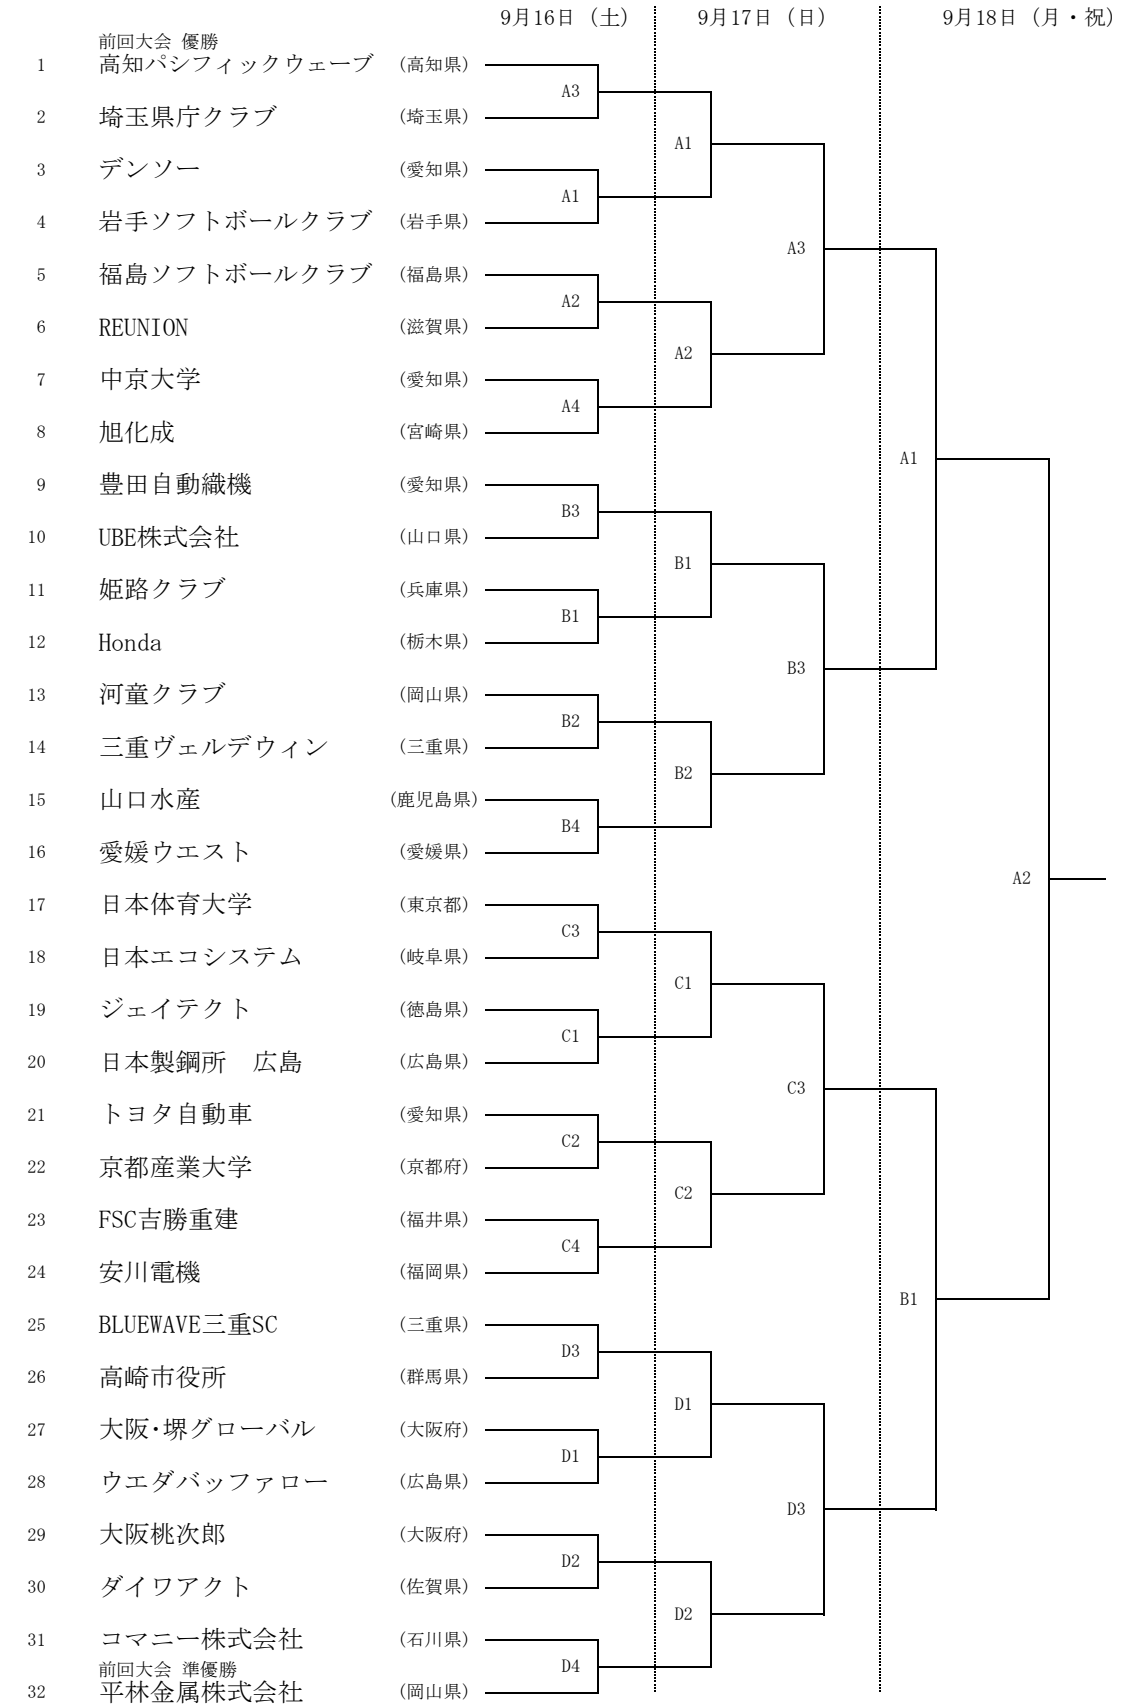 9月16日（土） 9月17日（日） 9月18日（月・祝）
前回大会 優勝
1 高知パシフィックウェーブ （高知県）
A3
2 埼玉県庁クラブ （埼玉県）
A1
3 デンソー （愛知県）
A1
4 岩手ソフトボールクラブ （岩手県）
A3
5 福島ソフトボールクラブ （福島県）
A2
6 REUNION （滋賀県）
A2
7 中京大学 （愛知県）
A4
8 旭化成 （宮崎県）
A1
9 豊田自動織機 （愛知県）
B3
10 UBE株式会社 （山口県）
B1
11 姫路クラブ （兵庫県）
B1
12 Honda （栃木県）
B3
13 河童クラブ （岡山県）
B2
14 三重ヴェルデウィン （三重県）
B2
15 山口水産 （鹿児島県）
B4
16 愛媛ウエスト （愛媛県）
A2
17 日本体育大学 （東京都）
C3
18 日本エコシステム （岐阜県）
C1
19 ジェイテクト （徳島県）
C1
20 日本製鋼所　広島 （広島県）
C3
21 トヨタ自動車 （愛知県）
C2
22 京都産業大学 （京都府）
C2
23 FSC吉勝重建 （福井県）
C4
24 安川電機 （福岡県）
B1
25 BLUEWAVE三重SC （三重県）
D3
26 高崎市役所 （群馬県）
D1
27 大阪・堺グローバル （大阪府）
D1
28 ウエダバッファロー （広島県）
D3
29 大阪桃次郎 （大阪府）
D2
30 ダイワアクト （佐賀県）
D2
31 コマニー株式会社 （石川県）
D4
前回大会 準優勝
32 平林金属株式会社 （岡山県）